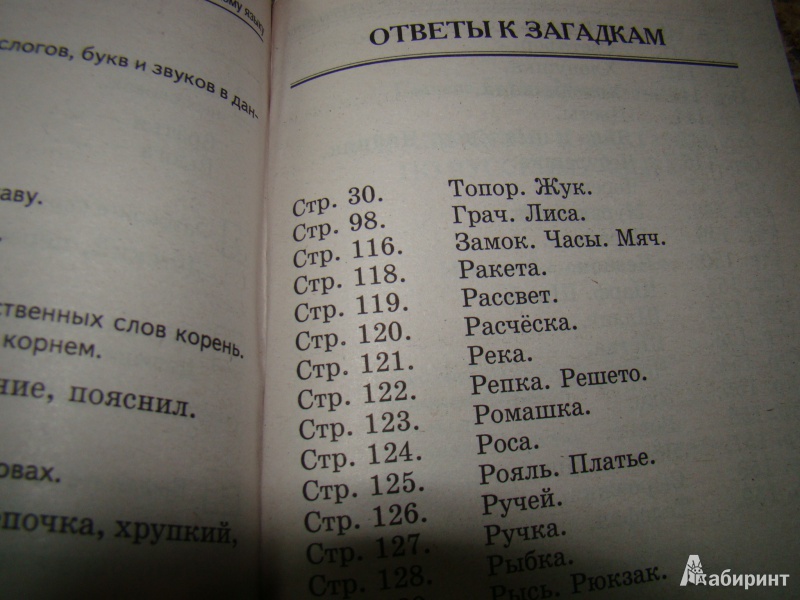 ому языку
слогов, букв и звуков в дан-
аву.
ственных слов корень.
корнем.
ние, пояснил.
овах.
почка, хрупкий,
ОТВЕТЫ К ЗАГАДКАМ
Стр. 30. Топор. Жук.
Стр. 98. Грач. Лиса.
Стр. 116. Замок. Часы. Мяч.
Стр. 118. Ракета.
Стр. 119. Рассвет.
Стр. 120. Расчёска.
Стр. 121. Река.
Стр. 122. Репка. Решето.
Стр. 123. Ромашка.
Стр. 124. Роса.
Стр. 125. Рояль. Платье.
Стр. 126. Ручей.
Стр. 127. Ручка.
Стр. 128. Рыбка.
Рысь. Рюкзак.
Лабиринт